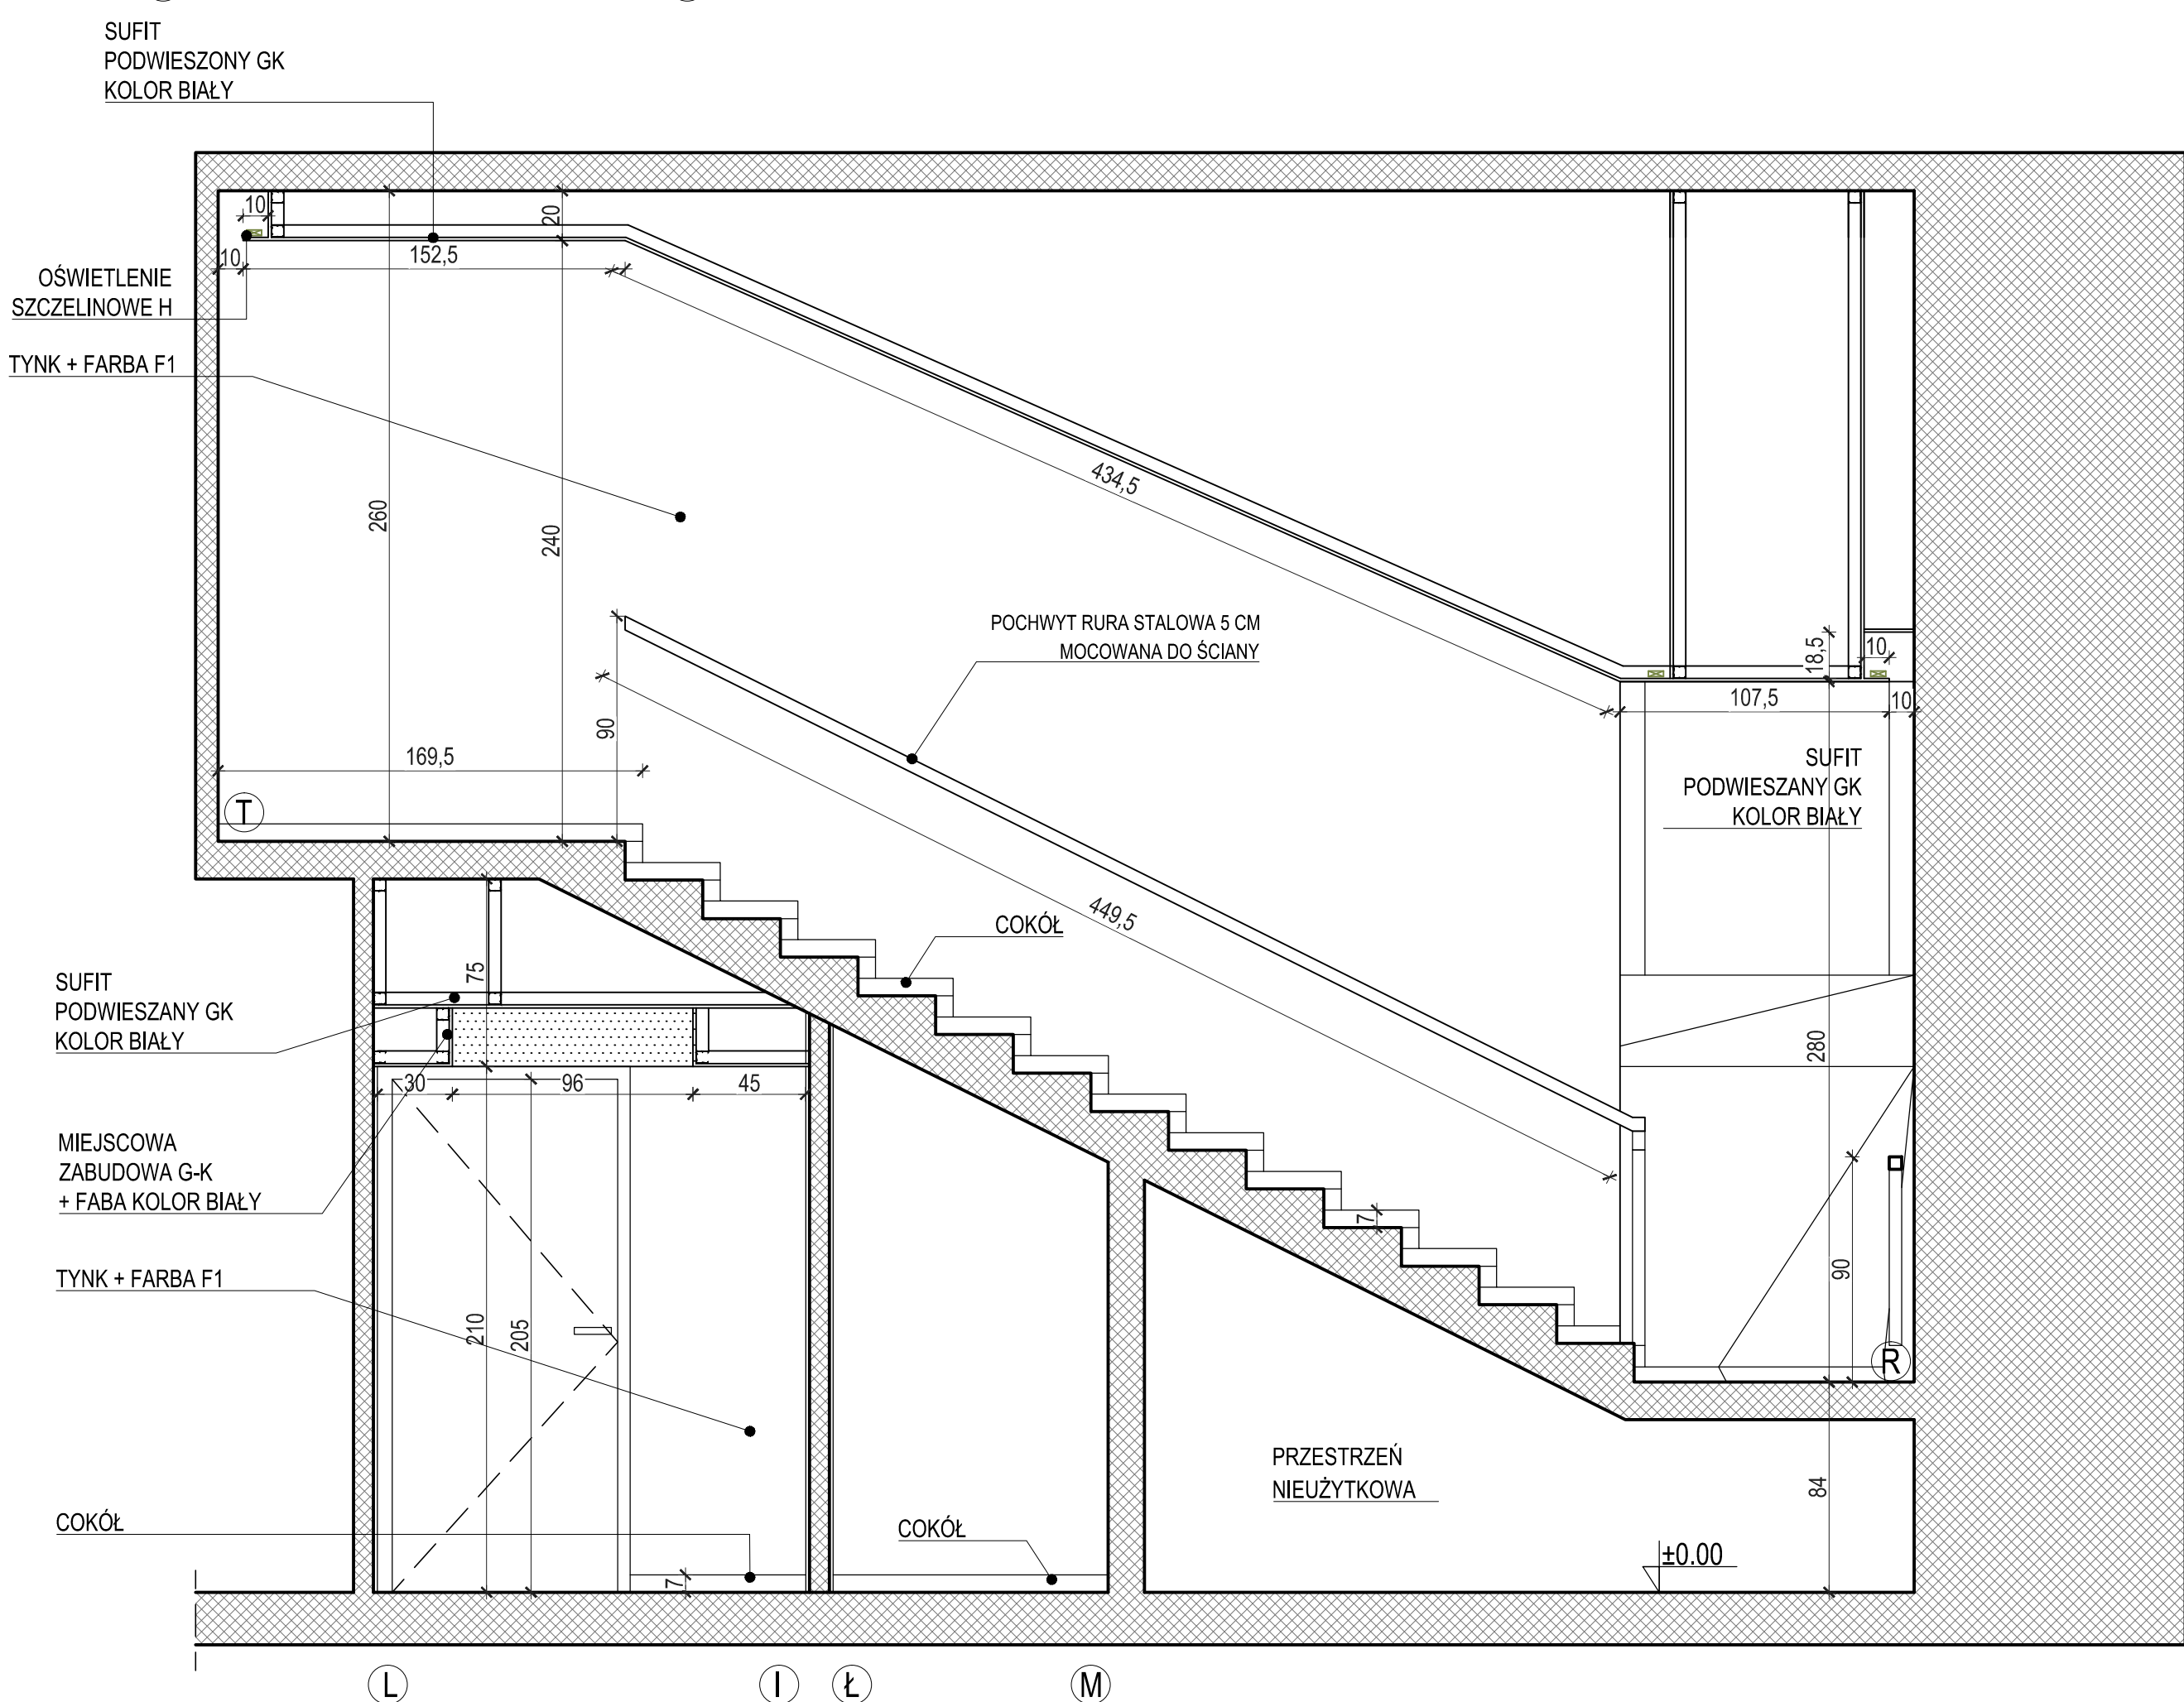 SUFIT
PODWIESZONY GK
KOLOR BIAŁY
10
20
10
152,5
OŚWIETLENIE
SZCZELINOWE H
TYNK + FARBA F1
434,5
260
240
POCHWYT RURA STALOWA 5 CM
MOCOWANA DO ŚCIANY
18,5
10
107,5
10
90
169,5
SUFIT
PODWIESZANY GK
KOLOR BIAŁY
T
449,5
COKÓŁ
75
SUFIT
PODWIESZANY GK
KOLOR BIAŁY
280
30
96
45
MIEJSCOWA
ZABUDOWA G-K
+ FABA KOLOR BIAŁY
7
90
TYNK + FARBA F1
210
205
R
PRZESTRZEŃ
NIEUŻYTKOWA
84
COKÓŁ
COKÓŁ
±0.00
7
L
I
Ł
M